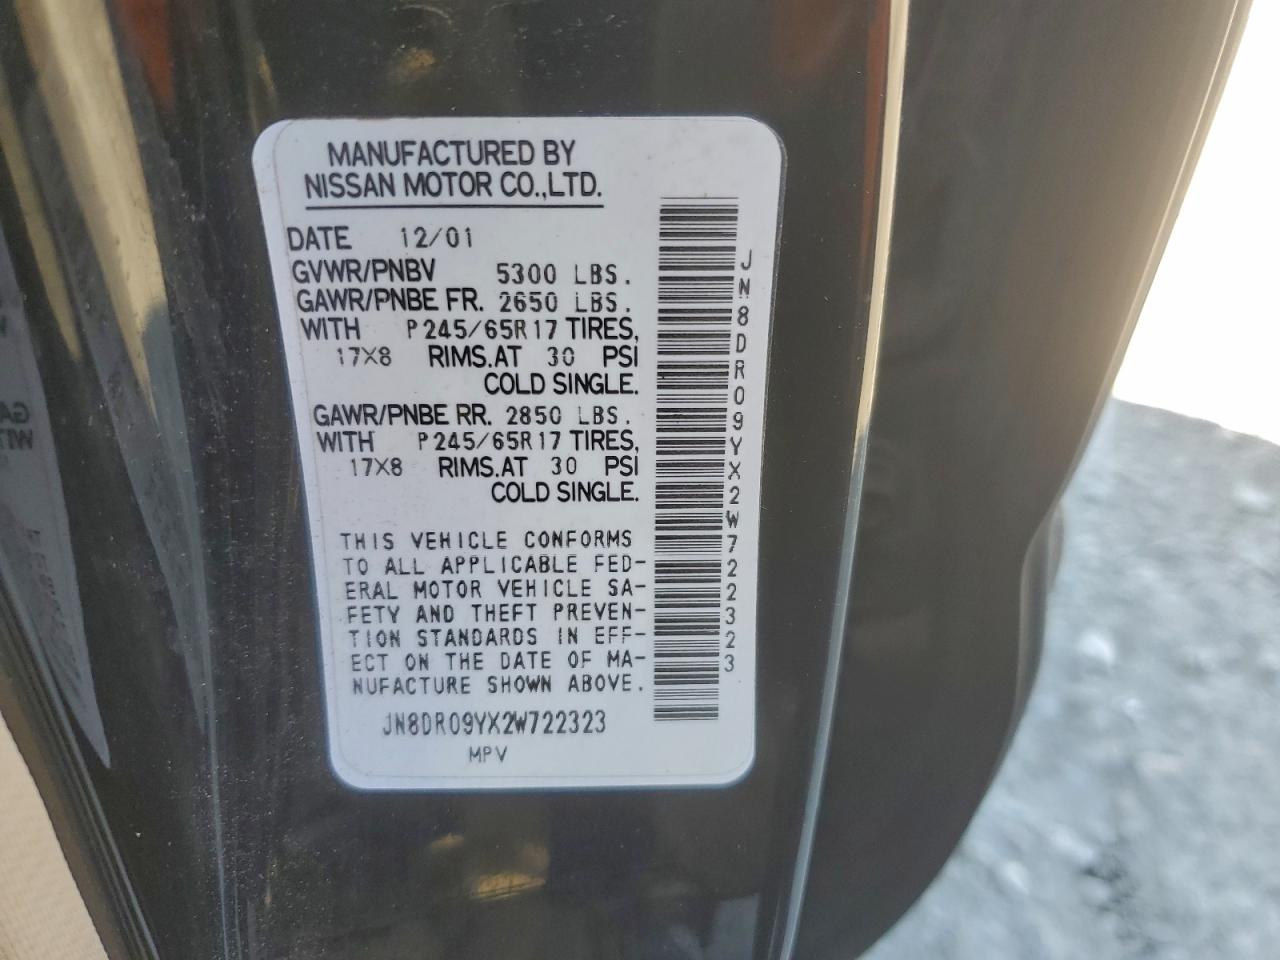 MANUFACTURED BY
NISSAN MOTOR CO.,LTD.
DATE 12/01
GVWR/PNBV 5300 LBS.
GAWR/PNBE FR. 2650 LBS.
WITH P245/65R17 TIRES,
17X8 RIMS.AT 30 PSI
COLD SINGLE.
GAWR/PNBE RR. 2850 LBS.
WITH P245/65R17 TIRES,
17X8 RIMS.AT 30 PSI
COLD SINGLE.
THIS VEHICLE CONFORMS
TO ALL APPLICABLE FED-
ERAL MOTOR VEHICLE SA-
FETY AND THEFT PREVEN-
TION STANDARDS IN EFF-
ECT ON THE DATE OF MA-
NUFACTURE SHOWN ABOVE.
JN8DR09YX2W722323
MPV
JN8DR09YX2W722323